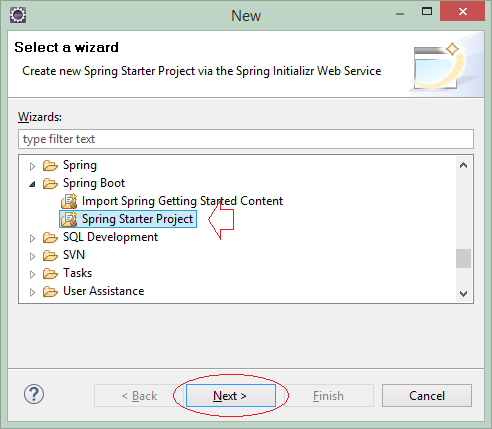 New
Select a wizard
Create new Spring Starter Project via the Spring Initializr Web Service
Wizards:
type filter text
Spring
Spring Boot
Import Spring Getting Started Content
Spring Starter Project
SQL Development
SVN
Tasks
User Assistance
?
< Back
Next >
Finish
Cancel